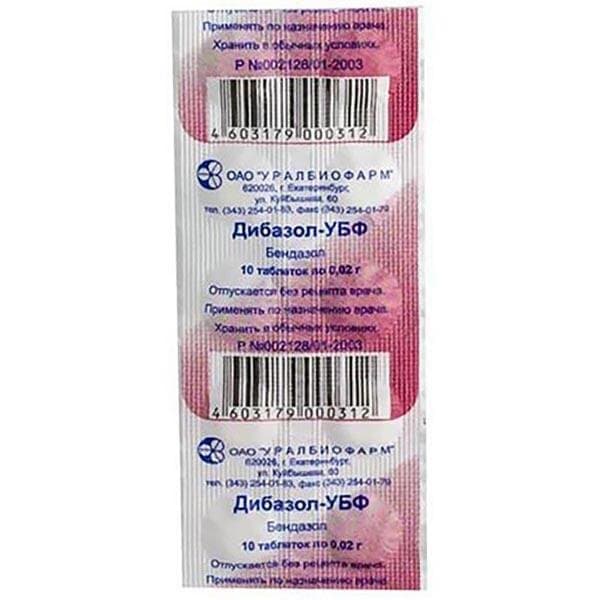 Применять по назначению врача.
Хранить в обычных условиях.
Р №002128/01-2003
4 603179 000312
ОАО "УРАЛБИОФАРМ"
620026, г. Екатеринбург,
ул. Куйбышева, 60
тел. (343) 254-01-83, факс (343) 254-01-79
Дибазол-УБФ
Бендазол
10 таблеток по 0,02 г
Отпускается без рецепта врача.
Применять по назначению врача.
Хранить в обычных условиях.
Р №002128/01-2003
4 603179 000312
ОАО "УРАЛБИОФАРМ"
620026, г. Екатеринбург,
ул. Куйбышева, 60
тел. (343) 254-01-83, факс (343) 254-01-79
Дибазол-УБФ
Бендазол
10 таблеток по 0,02 г
Отпускается без рецепта врача.
Применять по назначению врача.